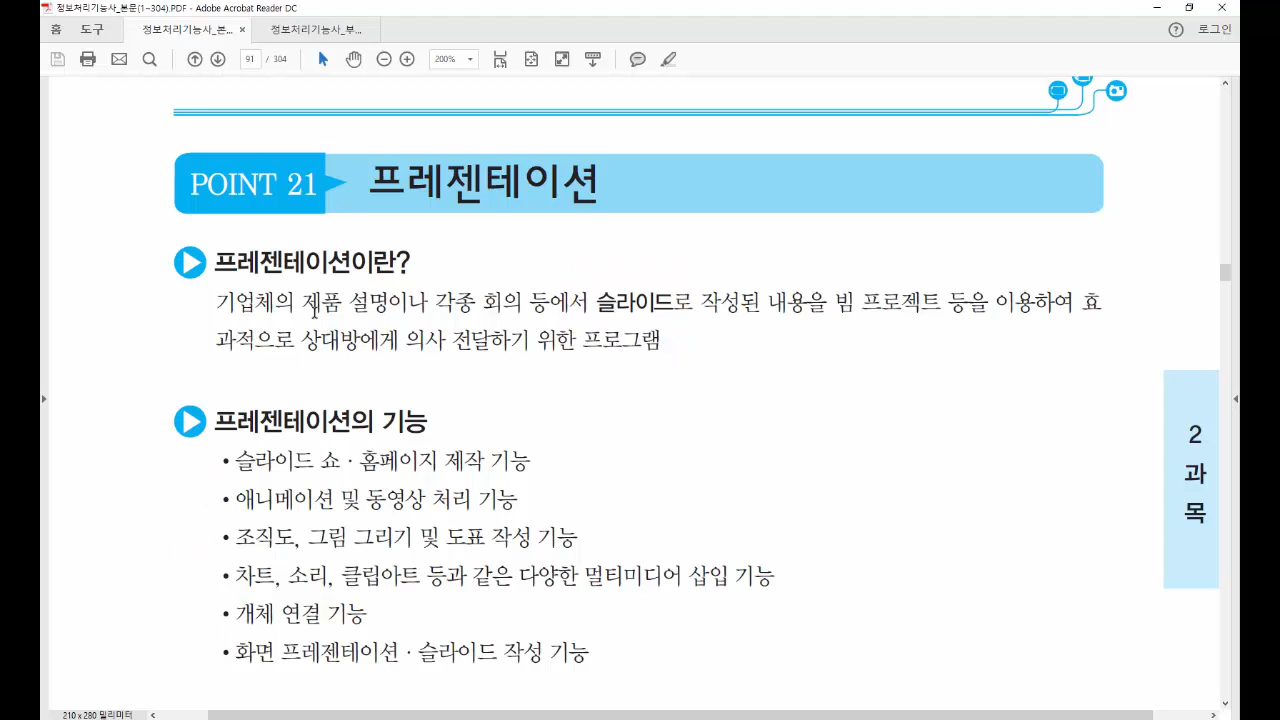 정보처리기능사_본문(1-304).PDF - Adobe Acrobat Reader DC
홈 도구 정보처리기능사_본... × 정보처리기능사_부... ? 로그인
91 / 304 200%
POINT 21 프레젠테이션
프레젠테이션이란?
기업체의 제품 설명이나 각종 회의 등에서 슬라이드로 작성된 내용을 빔 프로젝트 등을 이용하여 효
과적으로 상대방에게 의사 전달하기 위한 프로그램
프레젠테이션의 기능
• 슬라이드 쇼 · 홈페이지 제작 기능
• 애니메이션 및 동영상 처리 기능
• 조직도, 그림 그리기 및 도표 작성 기능
• 차트, 소리, 클립아트 등과 같은 다양한 멀티미디어 삽입 기능
• 개체 연결 기능
• 화면 프레젠테이션 · 슬라이드 작성 기능
2
과
목
210 x 280 밀리미터